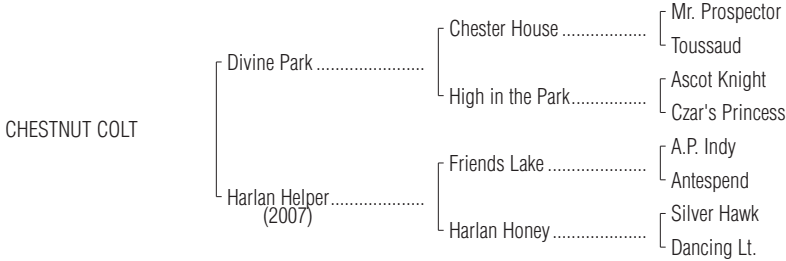 Mr. Prospector
Chester House ..................
Toussaud
Divine Park .......................
Ascot Knight
High in the Park................
Czar's Princess
CHESTNUT COLT
A.P. Indy
Friends Lake .....................
Antespend
Harlan Helper....................
(2007)
Silver Hawk
Harlan Honey ....................
Dancing Lt.